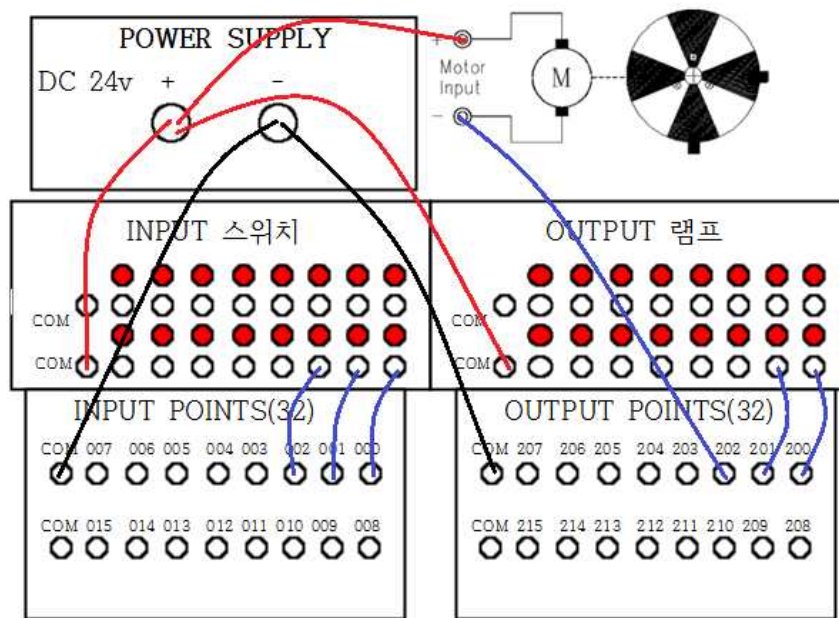 POWER SUPPLY
DC 24v + -
+ Motor Input -
M
INPUT 스위치
COM
COM
OUTPUT 램프
COM
COM
INPUT POINTS(32)
COM 007 006 005 004 003 002 001 000
COM 015 014 013 012 011 010 009 008
OUTPUT POINTS(32)
COM 207 206 205 204 203 202 201 200
COM 215 214 213 212 211 210 209 208